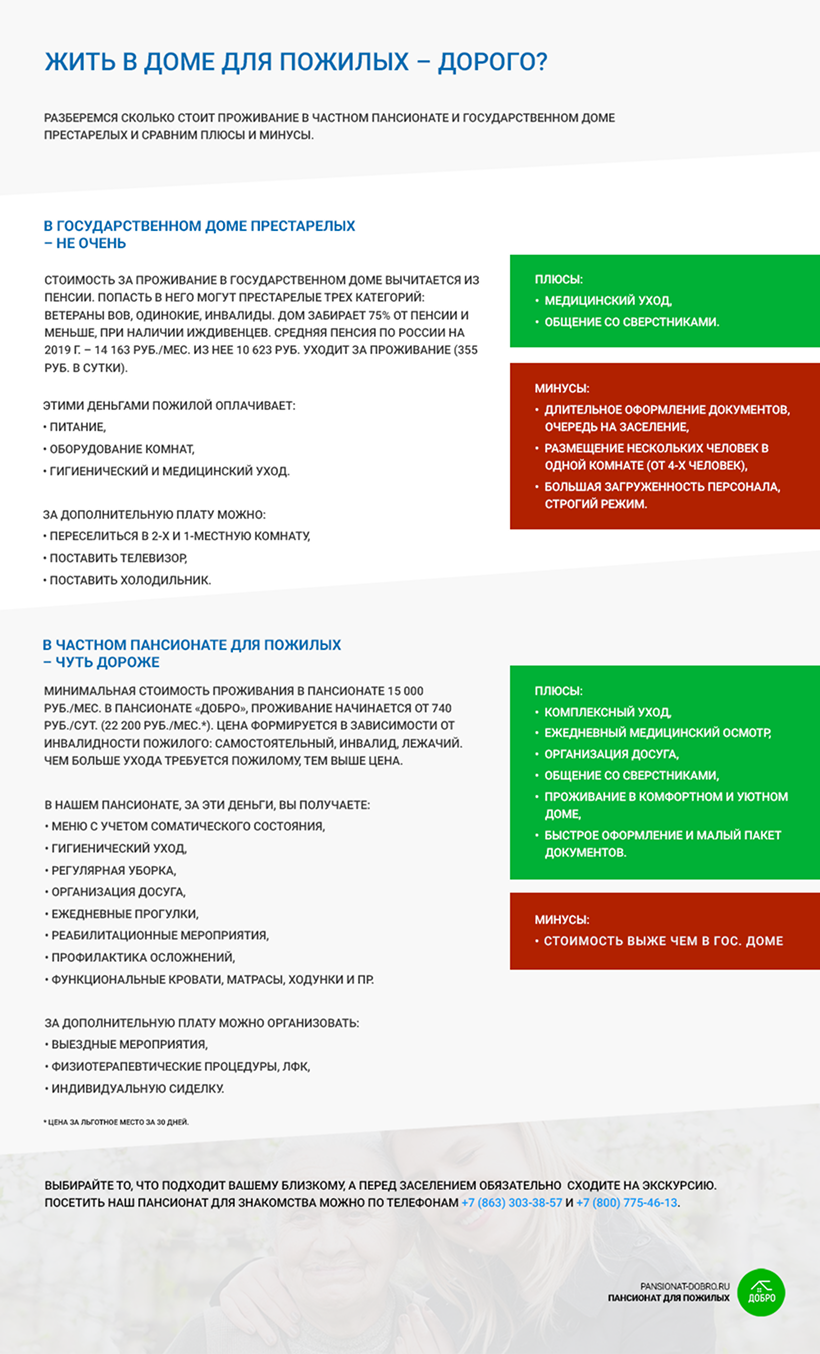 ЖИТЬ В ДОМЕ ДЛЯ ПОЖИЛЫХ – ДОРОГО?
РАЗБЕРЕМСЯ СКОЛЬКО СТОИТ ПРОЖИВАНИЕ В ЧАСТНОМ ПАНСИОНАТЕ И ГОСУДАРСТВЕННОМ ДОМЕ
ПРЕСТАРЕЛЫХ И СРАВНИМ ПЛЮСЫ И МИНУСЫ.
В ГОСУДАРСТВЕННОМ ДОМЕ ПРЕСТАРЕЛЫХ
– НЕ ОЧЕНЬ
СТОИМОСТЬ ЗА ПРОЖИВАНИЕ В ГОСУДАРСТВЕННОМ ДОМЕ ВЫЧИТАЕТСЯ ИЗ
ПЕНСИИ. ПОПАСТЬ В НЕГО МОГУТ ПРЕСТАРЕЛЫЕ ТРЕХ КАТЕГОРИЙ:
ВЕТЕРАНЫ ВОВ, ОДИНОКИЕ, ИНВАЛИДЫ. ДОМ ЗАБИРАЕТ 75% ОТ ПЕНСИИ И
МЕНЬШЕ, ПРИ НАЛИЧИИ ИЖДИВЕНЦЕВ. СРЕДНЯЯ ПЕНСИЯ ПО РОССИИ НА
2019 Г. – 14 163 РУБ./МЕС. ИЗ НЕЕ 10 623 РУБ. УХОДИТ ЗА ПРОЖИВАНИЕ (355
РУБ. В СУТКИ).
ЭТИМИ ДЕНЬГАМИ ПОЖИЛОЙ ОПЛАЧИВАЕТ:
• ПИТАНИЕ,
• ОБОРУДОВАНИЕ КОМНАТ,
• ГИГИЕНИЧЕСКИЙ И МЕДИЦИНСКИЙ УХОД.
ЗА ДОПОЛНИТЕЛЬНУЮ ПЛАТУ МОЖНО:
• ПЕРЕСЕЛИТЬСЯ В 2-Х И 1-МЕСТНУЮ КОМНАТУ,
• ПОСТАВИТЬ ТЕЛЕВИЗОР,
• ПОСТАВИТЬ ХОЛОДИЛЬНИК.
ПЛЮСЫ:
• МЕДИЦИНСКИЙ УХОД,
• ОБЩЕНИЕ СО СВЕРСТНИКАМИ.
МИНУСЫ:
• ДЛИТЕЛЬНОЕ ОФОРМЛЕНИЕ ДОКУМЕНТОВ,
ОЧЕРЕДЬ НА ЗАСЕЛЕНИЕ,
• РАЗМЕЩЕНИЕ НЕСКОЛЬКИХ ЧЕЛОВЕК В
ОДНОЙ КОМНАТЕ (ОТ 4-Х ЧЕЛОВЕК),
• БОЛЬШАЯ ЗАГРУЖЕННОСТЬ ПЕРСОНАЛА,
СТРОГИЙ РЕЖИМ.
В ЧАСТНОМ ПАНСИОНАТЕ ДЛЯ ПОЖИЛЫХ
– ЧУТЬ ДОРОЖЕ
МИНИМАЛЬНАЯ СТОИМОСТЬ ПРОЖИВАНИЯ В ПАНСИОНАТЕ 15 000
РУБ./МЕС. В ПАНСИОНАТЕ «ДОБРО», ПРОЖИВАНИЕ НАЧИНАЕТСЯ ОТ 740
РУБ./СУТ. (22 200 РУБ./МЕС.*). ЦЕНА ФОРМИРУЕТСЯ В ЗАВИСИМОСТИ ОТ
ИНВАЛИДНОСТИ ПОЖИЛОГО: САМОСТОЯТЕЛЬНЫЙ, ИНВАЛИД, ЛЕЖАЧИЙ.
ЧЕМ БОЛЬШЕ УХОДА ТРЕБУЕТСЯ ПОЖИЛОМУ, ТЕМ ВЫШЕ ЦЕНА.
В НАШЕМ ПАНСИОНАТЕ, ЗА ЭТИ ДЕНЬГИ, ВЫ ПОЛУЧАЕТЕ:
• МЕНЮ С УЧЕТОМ СОМАТИЧЕСКОГО СОСТОЯНИЯ,
• ГИГИЕНИЧЕСКИЙ УХОД,
• РЕГУЛЯРНАЯ УБОРКА,
• ОРГАНИЗАЦИЯ ДОСУГА,
• ЕЖЕДНЕВНЫЕ ПРОГУЛКИ,
• РЕАБИЛИТАЦИОННЫЕ МЕРОПРИЯТИЯ,
• ПРОФИЛАКТИКА ОСЛОЖНЕНИЙ,
• ФУНКЦИОНАЛЬНЫЕ КРОВАТИ, МАТРАСЫ, ХОДУНКИ И ПР.
ЗА ДОПОЛНИТЕЛЬНУЮ ПЛАТУ МОЖНО ОРГАНИЗОВАТЬ:
• ВЫЕЗДНЫЕ МЕРОПРИЯТИЯ,
• ФИЗИОТЕРАПЕВТИЧЕСКИЕ ПРОЦЕДУРЫ, ЛФК,
• ИНДИВИДУАЛЬНУЮ СИДЕЛКУ.
* ЦЕНА ЗА ЛЬГОТНОЕ МЕСТО ЗА 30 ДНЕЙ.
ПЛЮСЫ:
• КОМПЛЕКСНЫЙ УХОД,
• ЕЖЕДНЕВНЫЙ МЕДИЦИНСКИЙ ОСМОТР,
• ОРГАНИЗАЦИЯ ДОСУГА,
• ОБЩЕНИЕ СО СВЕРСТНИКАМИ,
• ПРОЖИВАНИЕ В КОМФОРТНОМ И УЮТНОМ
ДОМЕ,
• БЫСТРОЕ ОФОРМЛЕНИЕ И МАЛЫЙ ПАКЕТ
ДОКУМЕНТОВ.
МИНУСЫ:
• СТОИМОСТЬ ВЫЖЕ ЧЕМ В ГОС. ДОМЕ
ВЫБИРАЙТЕ ТО, ЧТО ПОДХОДИТ ВАШЕМУ БЛИЗКОМУ, А ПЕРЕД ЗАСЕЛЕНИЕМ ОБЯЗАТЕЛЬНО СХОДИТЕ НА ЭКСКУРСИЮ.
ПОСЕТИТЬ НАШ ПАНСИОНАТ ДЛЯ ЗНАКОМСТВА МОЖНО ПО ТЕЛЕФОНАМ +7 (863) 303-38-57 И +7 (800) 775-46-13.
PANSIONAT-DOBRO.RU
ПАНСИОНАТ ДЛЯ ПОЖИЛЫХ
ДОБРО